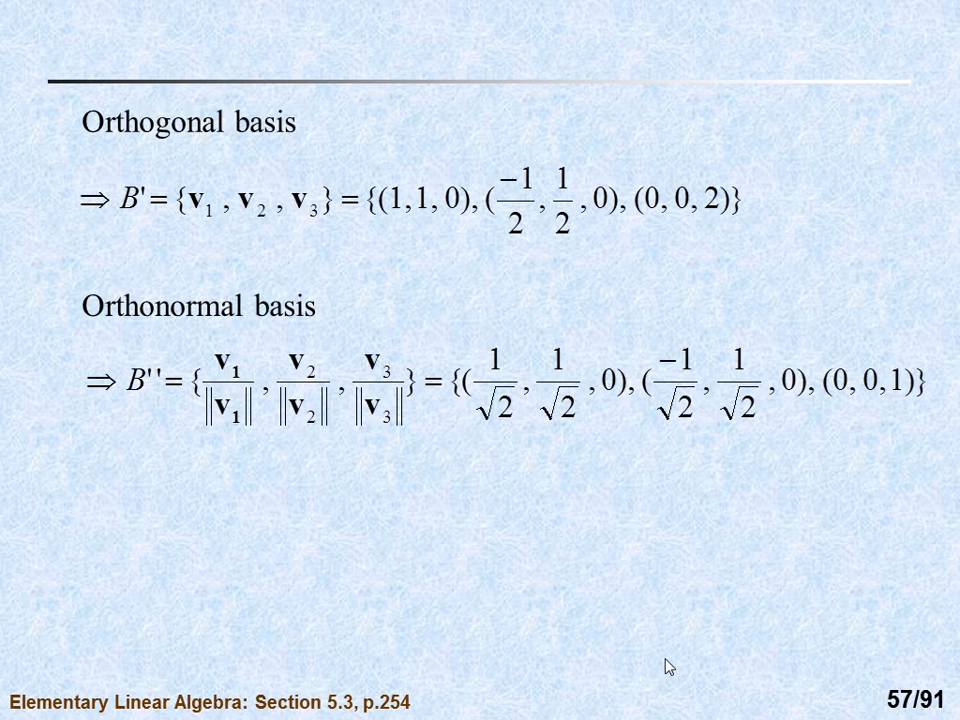 Orthogonal basis
⇒ B' = {v₁, v₂, v₃} = {(1, 1, 0), (-1/2, 1/2, 0), (0, 0, 2)}
Orthonormal basis
⇒ B'' = {v₁/‖v₁‖, v₂/‖v₂‖, v₃/‖v₃‖} = {(1/√2, 1/√2, 0), (-1/√2, 1/√2, 0), (0, 0, 1)}
Elementary Linear Algebra: Section 5.3, p.254
57/91